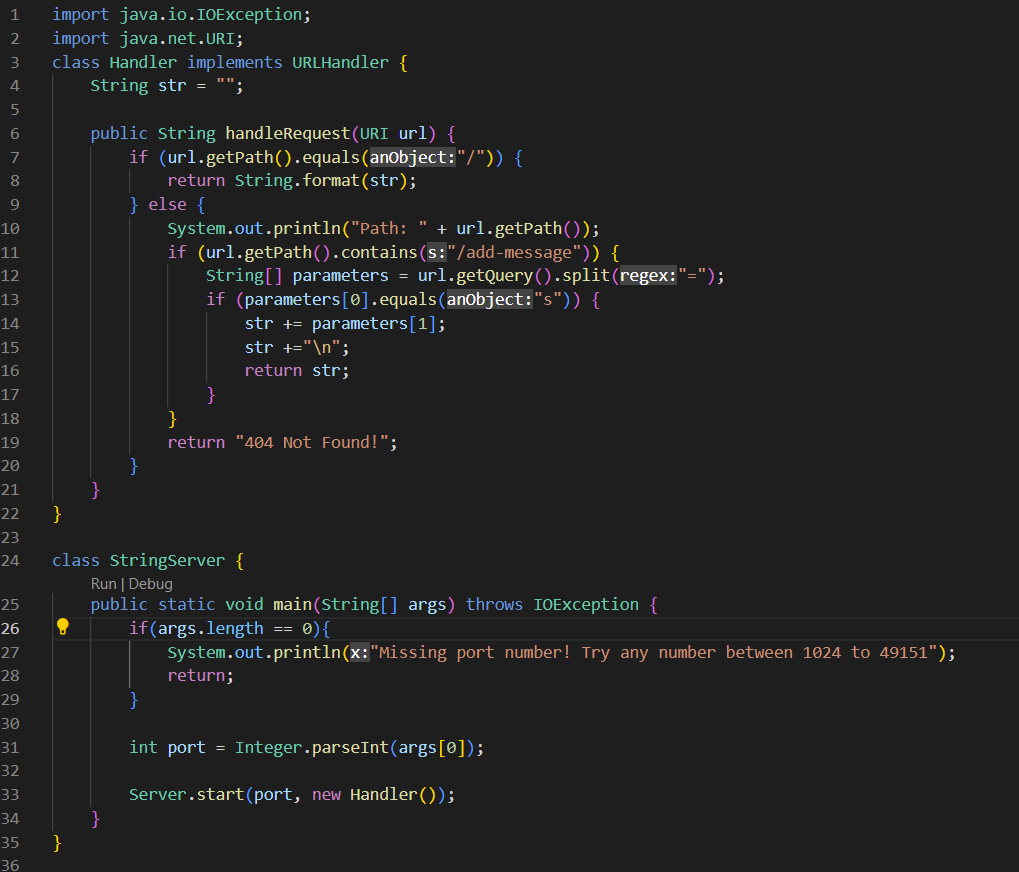 1 import java.io.IOException;
2 import java.net.URI;
3 class Handler implements URLHandler {
4     String str = "";
5
6     public String handleRequest(URI url) {
7         if (url.getPath().equals(anObject:"/")) {
8             return String.format(str);
9         } else {
10             System.out.println("Path: " + url.getPath());
11             if (url.getPath().contains(s:"/add-message")) {
12                 String[] parameters = url.getQuery().split(regex:"=");
13                 if (parameters[0].equals(anObject:"s")) {
14                     str += parameters[1];
15                     str +="\n";
16                     return str;
17                 }
18             }
19             return "404 Not Found!";
20         }
21     }
22 }
23
24 class StringServer {
Run | Debug
25     public static void main(String[] args) throws IOException {
26         if(args.length == 0){
27             System.out.println(x:"Missing port number! Try any number between 1024 to 49151");
28             return;
29         }
30
31         int port = Integer.parseInt(args[0]);
32
33         Server.start(port, new Handler());
34     }
35 }
36